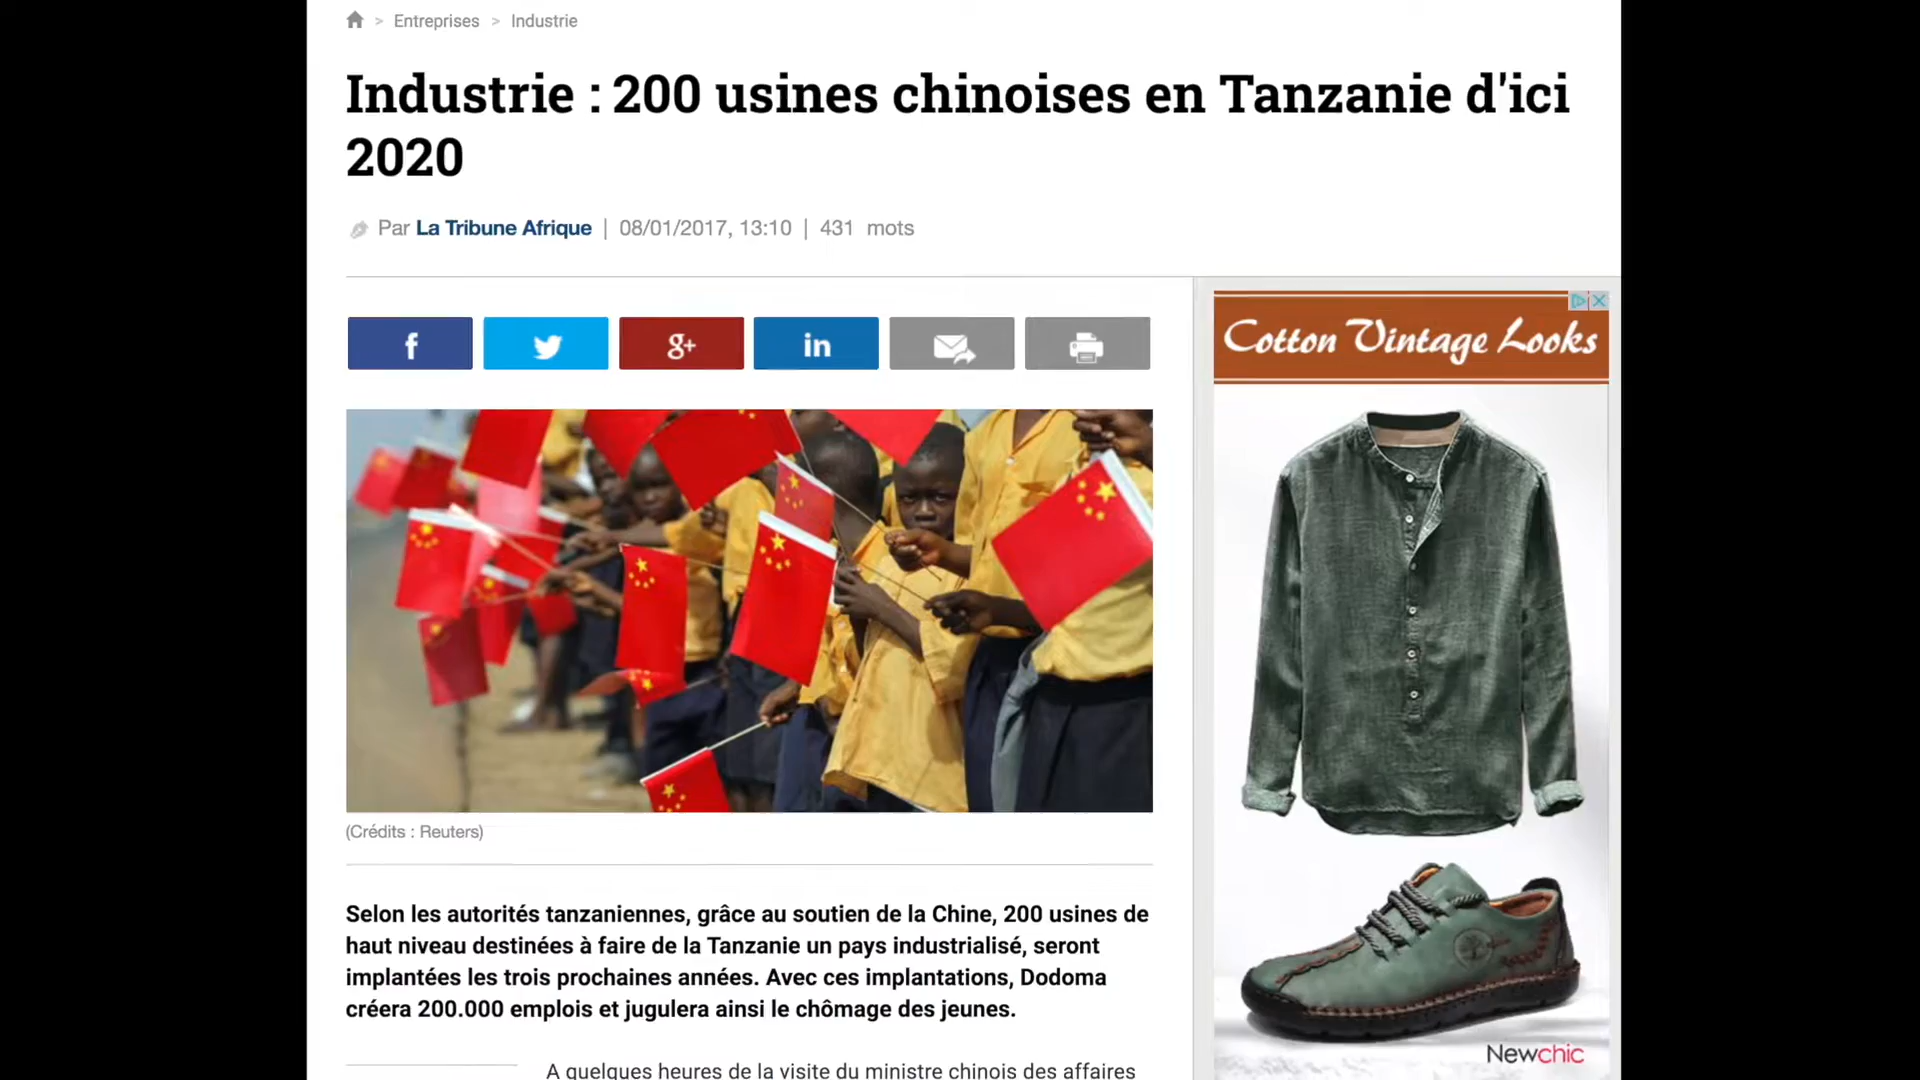 > Entreprises > Industrie
Industrie : 200 usines chinoises en Tanzanie d'ici
2020
Par La Tribune Afrique | 08/01/2017, 13:10 | 431 mots
f
g+
in
Cotton Vintage Looks
(Crédits : Reuters)
Selon les autorités tanzaniennes, grâce au soutien de la Chine, 200 usines de
haut niveau destinées à faire de la Tanzanie un pays industrialisé, seront
implantées les trois prochaines années. Avec ces implantations, Dodoma
créera 200.000 emplois et jugulera ainsi le chômage des jeunes.
Newchic
A quelques heures de la visite du ministre chinois des affaires